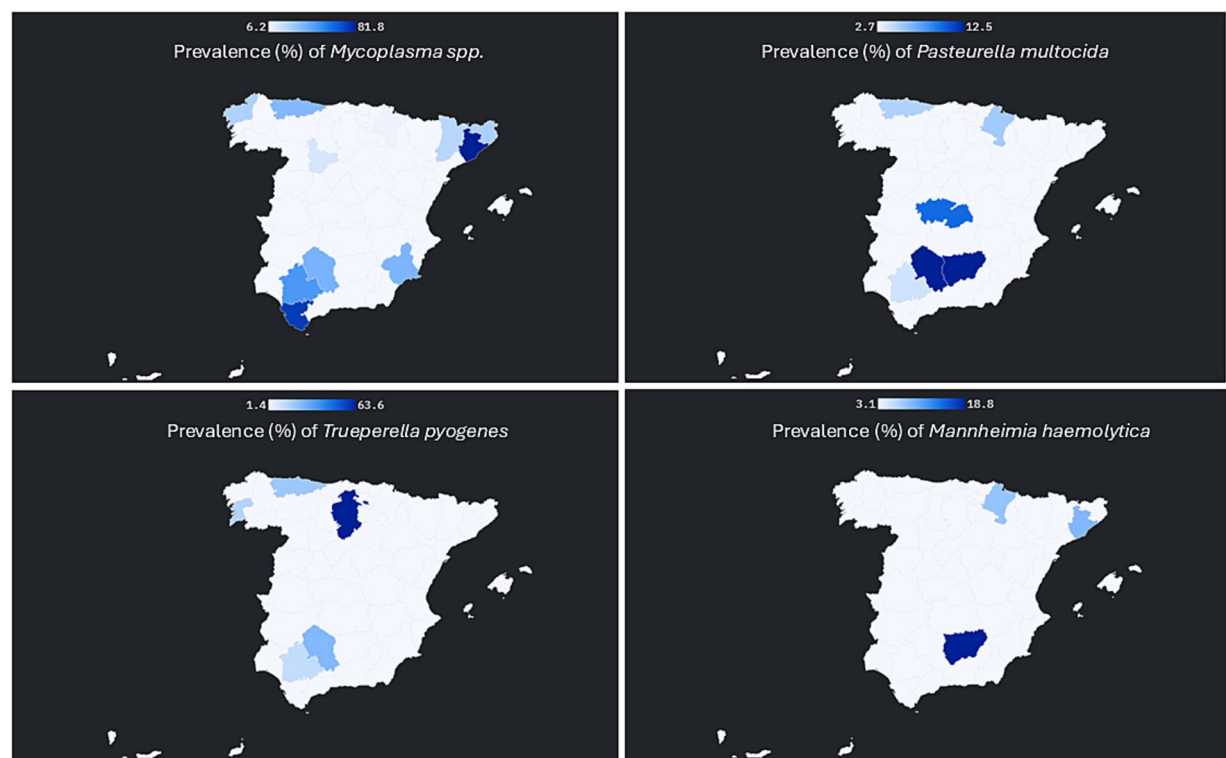 6.2 81.8
Prevalence (%) of Mycoplasma spp.
2.7 12.5
Prevalence (%) of Pasteurella multocida
1.4 63.6
Prevalence (%) of Trueperella pyogenes
3.1 18.8
Prevalence (%) of Mannheimia haemolytica